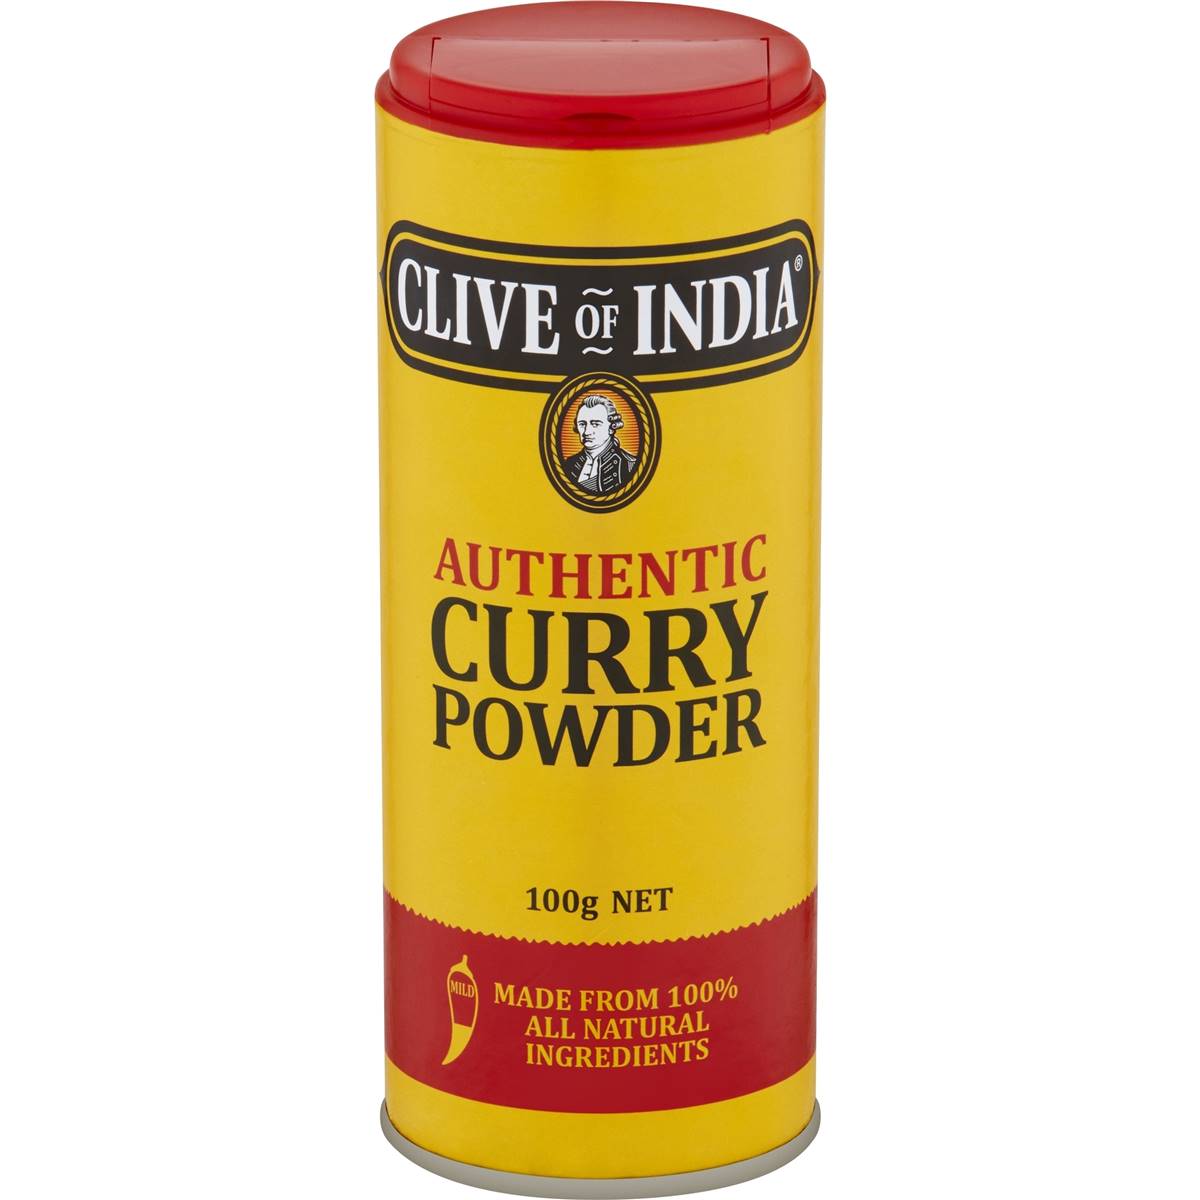 CLIVE OF INDIA®
AUTHENTIC
CURRY
POWDER
100g NET
MILD
MADE FROM 100%
ALL NATURAL
INGREDIENTS